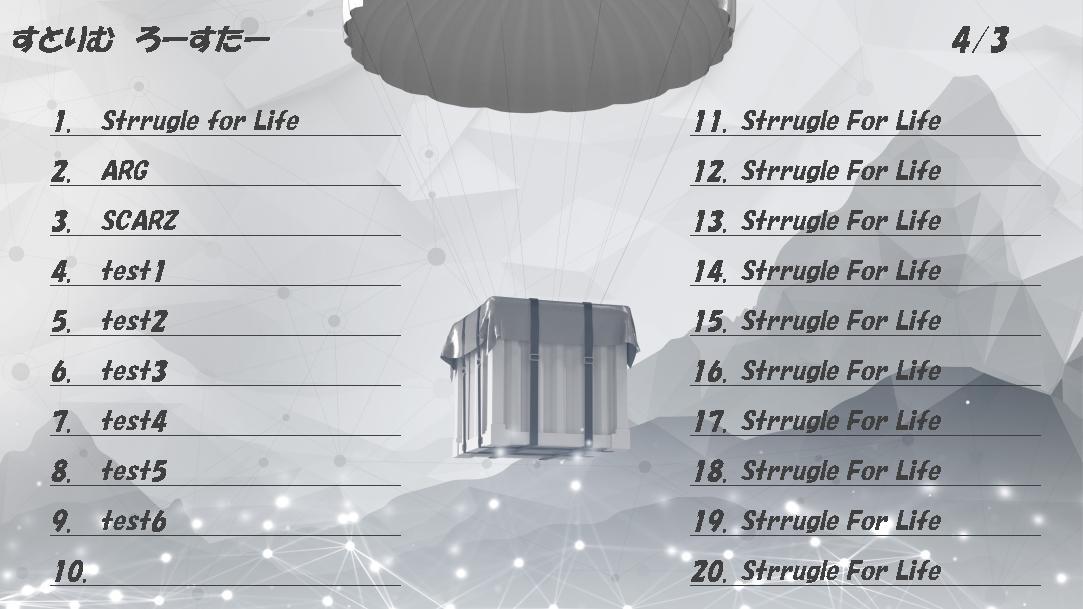 すとりむ ろーすたー
4/3
1. Strrugle for Life
2. ARG
3. SCARZ
4. test1
5. test2
6. test3
7. test4
8. test5
9. test6
10.
11. Strrugle For Life
12. Strrugle For Life
13. Strrugle For Life
14. Strrugle For Life
15. Strrugle For Life
16. Strrugle For Life
17. Strrugle For Life
18. Strrugle For Life
19. Strrugle For Life
20. Strrugle For Life